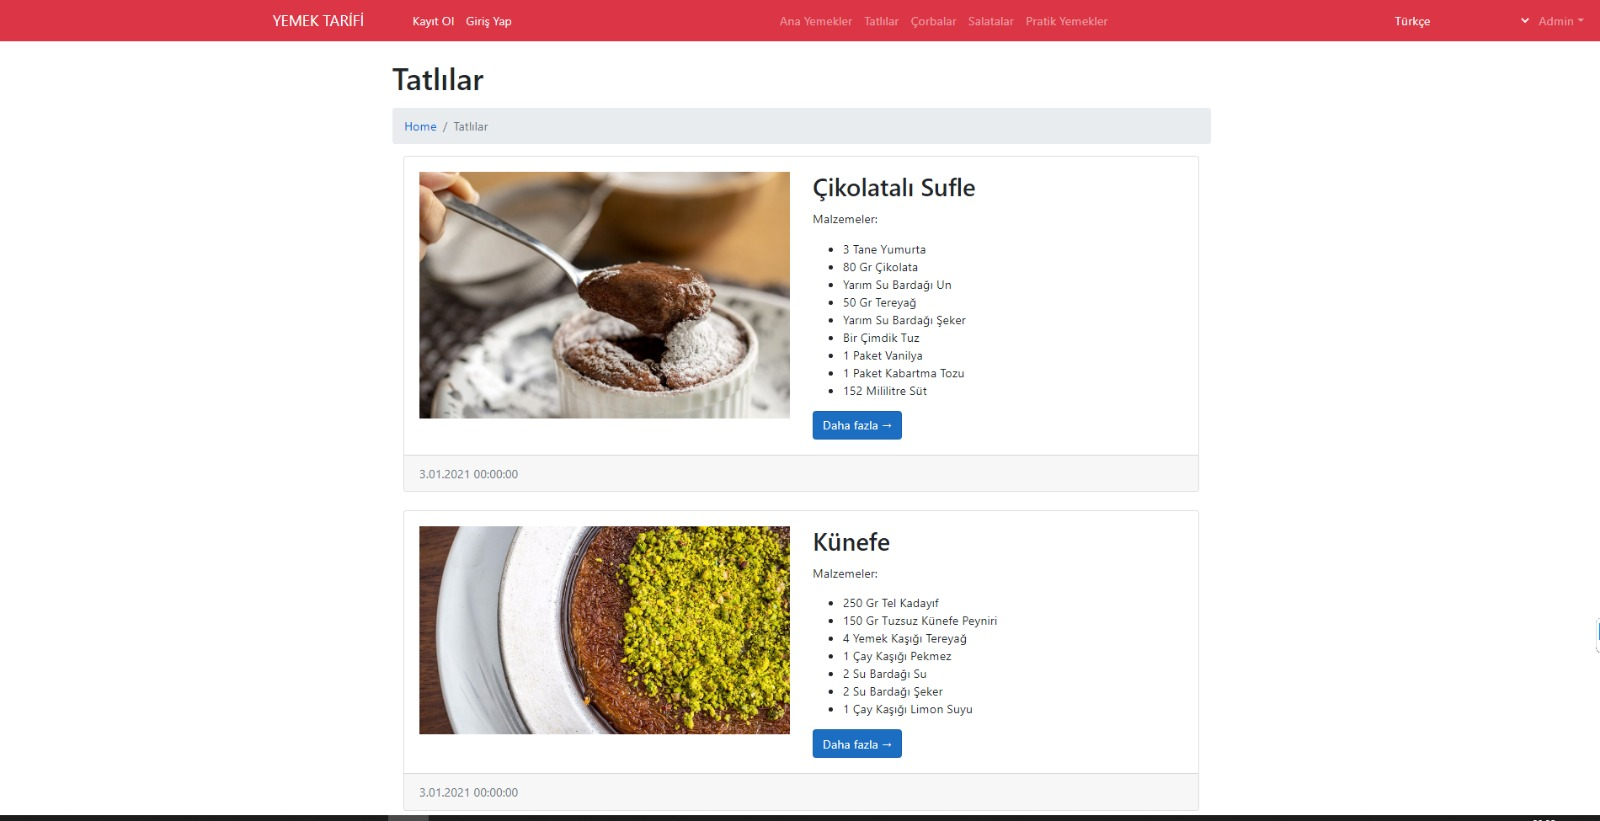 YEMEK TARİFİ Kayıt Ol Giriş Yap Ana Yemekler Tatlılar Çorbalar Salatalar Pratik Yemekler Türkçe Admin
Tatlılar
Home / Tatlılar
Çikolatalı Sufle
Malzemeler:
3 Tane Yumurta
80 Gr Çikolata
Yarım Su Bardağı Un
50 Gr Tereyağ
Yarım Su Bardağı Şeker
Bir Çimdik Tuz
1 Paket Vanilya
1 Paket Kabartma Tozu
152 Mililitre Süt
Daha fazla →
3.01.2021 00:00:00
Künefe
Malzemeler:
250 Gr Tel Kadayıf
150 Gr Tuzsuz Künefe Peyniri
4 Yemek Kaşığı Tereyağ
1 Çay Kaşığı Pekmez
2 Su Bardağı Su
2 Su Bardağı Şeker
1 Çay Kaşığı Limon Suyu
Daha fazla →
3.01.2021 00:00:00